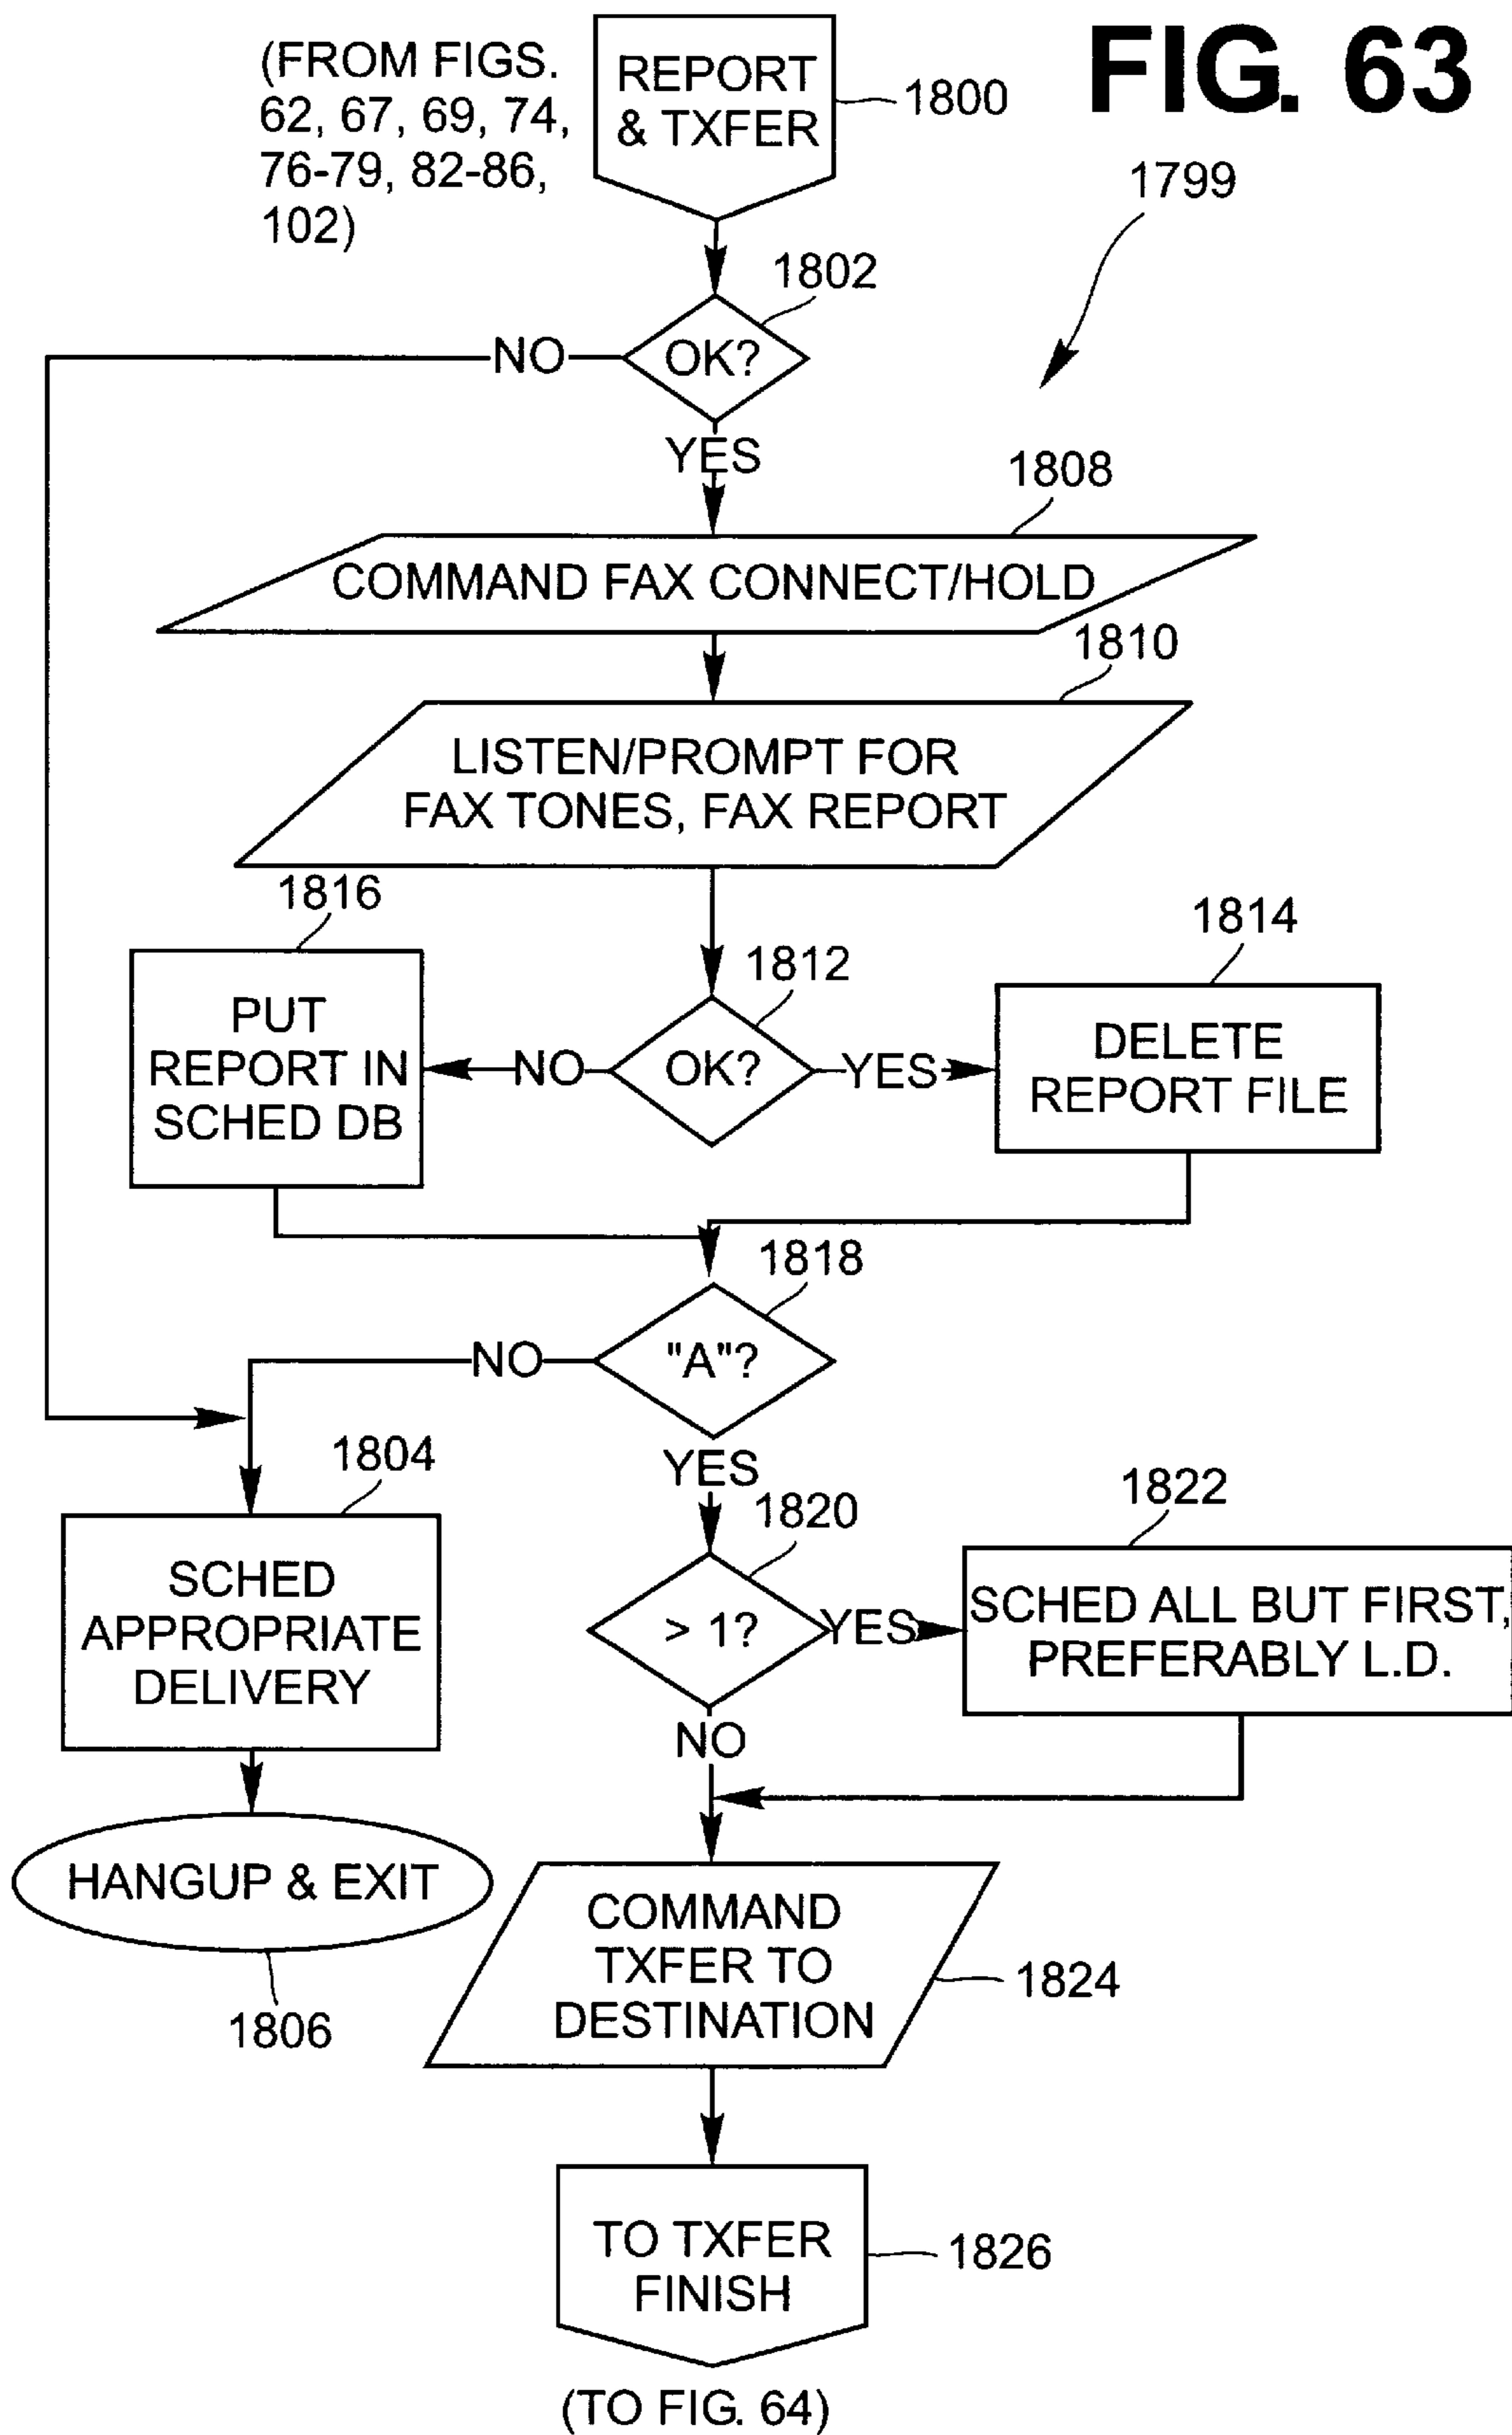 FIG. 63
(FROM FIGS.
62, 67, 69, 74,
76-79, 82-86,
102)
REPORT
& TXFER
1800
1799
1802
OK?
NO
YES
1808
COMMAND FAX CONNECT/HOLD
1810
LISTEN/PROMPT FOR
FAX TONES, FAX REPORT
1816
PUT
REPORT IN
SCHED DB
1812
NO
OK?
YES
1814
DELETE
REPORT FILE
1818
NO
"A"?
YES
1804
SCHED
APPROPRIATE
DELIVERY
1820
> 1?
YES
NO
1822
SCHED ALL BUT FIRST,
PREFERABLY L.D.
HANGUP & EXIT
1806
COMMAND
TXFER TO
DESTINATION
1824
TO TXFER
FINISH
1826
(TO FIG. 64)